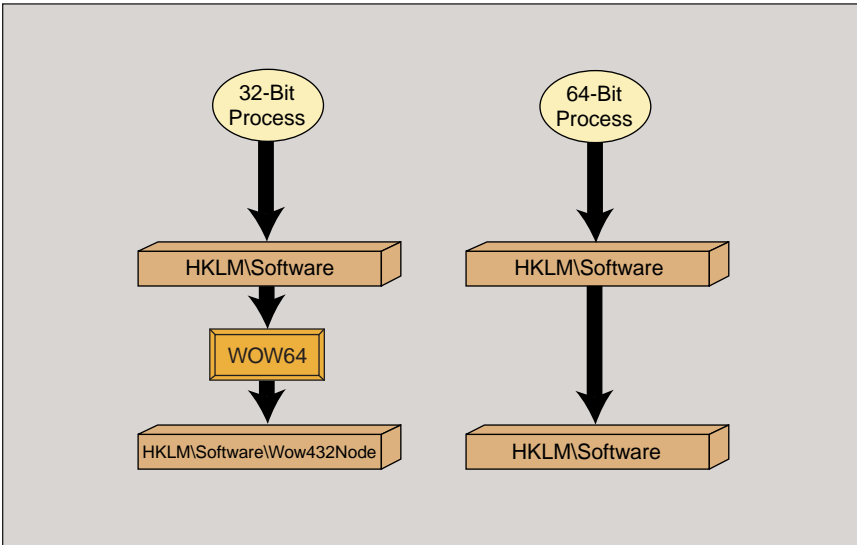 32-Bit
Process
64-Bit
Process
HKLM\Software
HKLM\Software
WOW64
HKLM\Software\Wow432Node
HKLM\Software